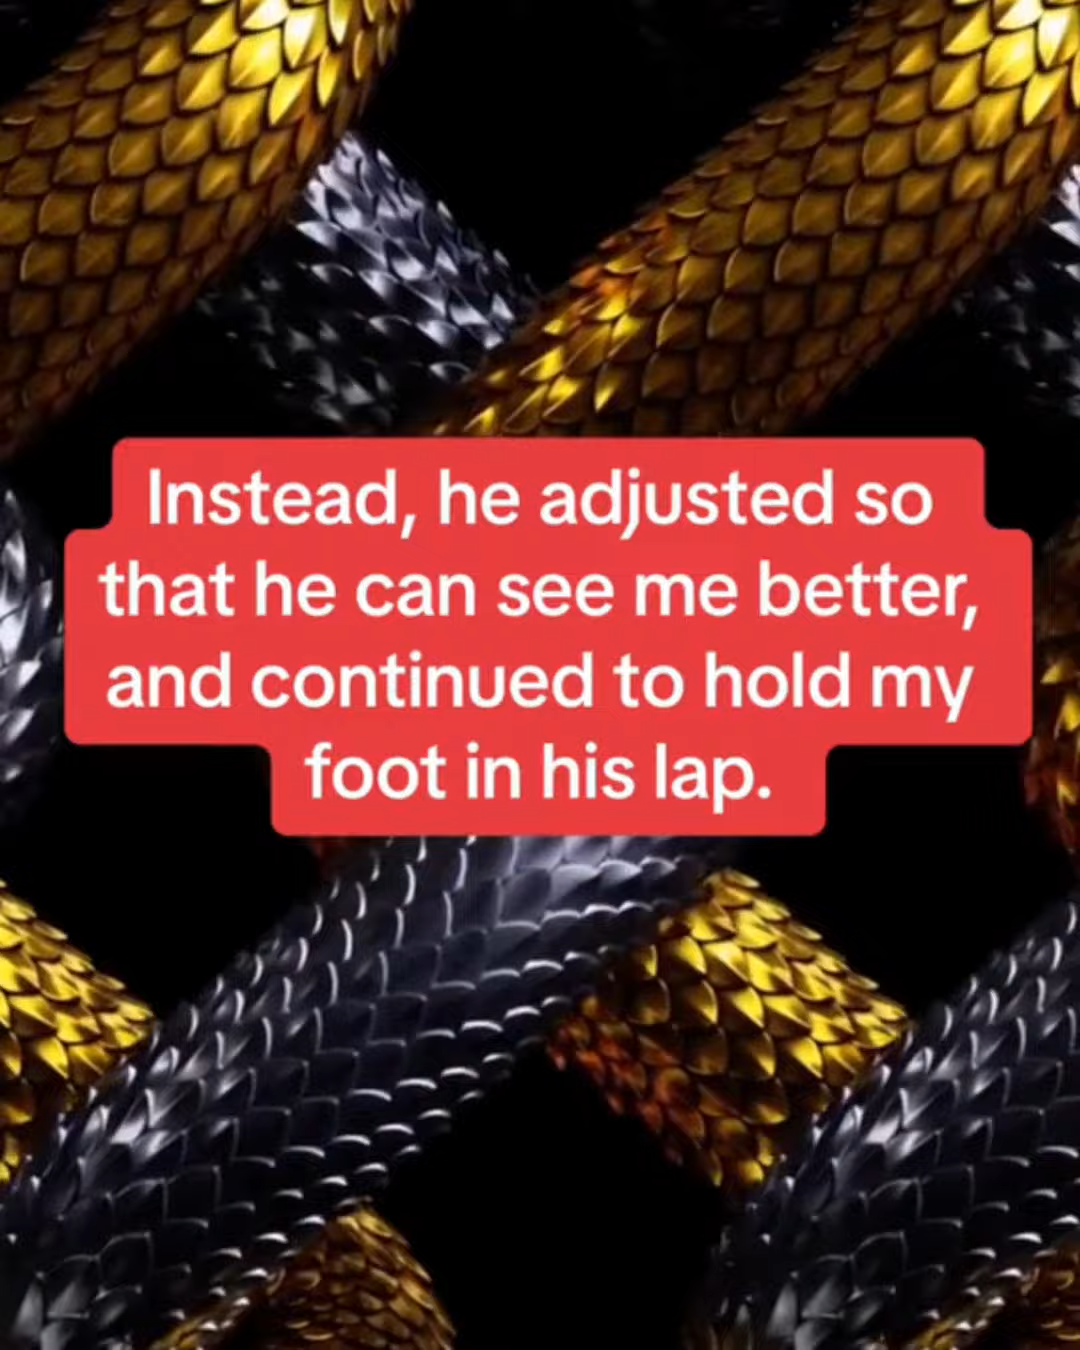 Instead, he adjusted so
that he can see me better,
and continued to hold my
foot in his lap.